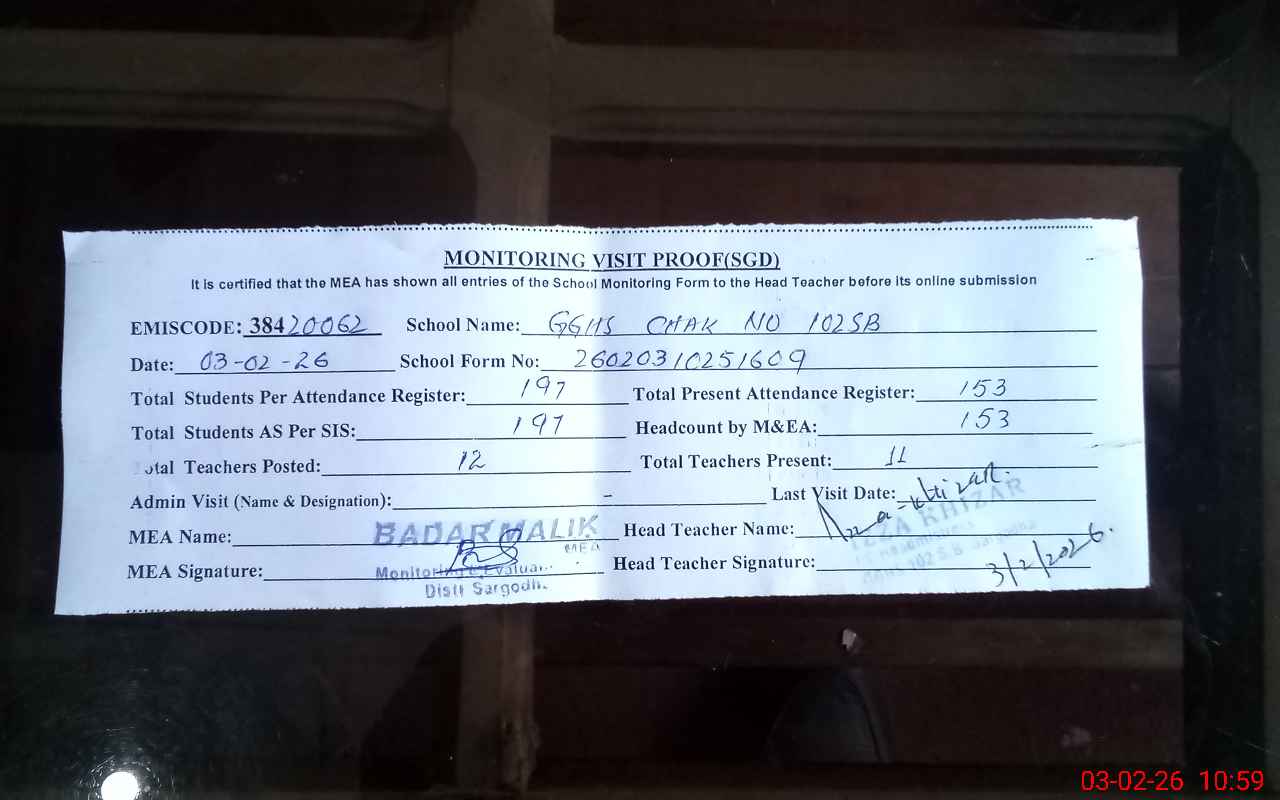 MONITORING VISIT PROOF(SGD)
It is certified that the MEA has shown all entries of the School Monitoring Form to the Head Teacher before its online submission
EMISCODE: 38420062 School Name: GGHS CHAK NO 102SB
Date: 03-02-26 School Form No: 26020310251609
Total Students Per Attendance Register: 197 Total Present Attendance Register: 153
Total Students AS Per SIS: 197 Headcount by M&EA: 153
Total Teachers Posted: 12 Total Teachers Present: 11
Admin Visit (Name & Designation): - Last Visit Date:
MEA Name: BADAR MALIK Head Teacher Name: Khizar
MEA
KHIZAR
MEA Signature: Monitoring & Head Teacher Signature: 3/2/2026.
Distt Sargodh
03-02-26 10:59